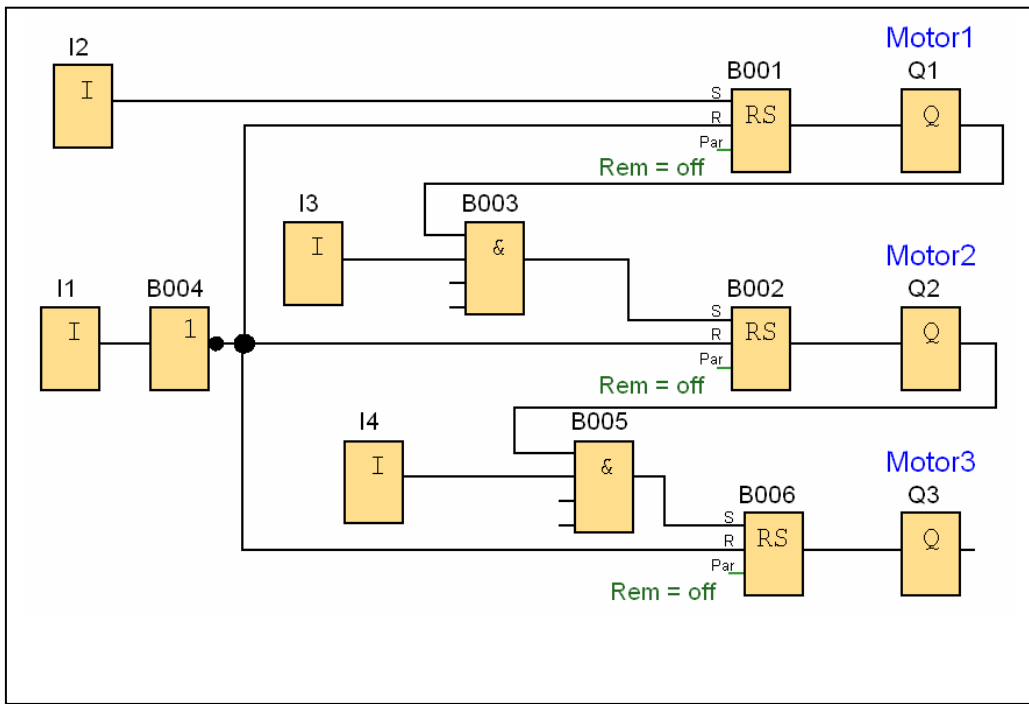 I2
I
Motor1
B001
Q1
S
R
Par
RS
Q
Rem = off
I3
I
B003
&
Motor2
I1
I
B004
1
B002
Q2
S
R
Par
RS
Q
Rem = off
I4
I
B005
&
Motor3
B006
Q3
S
R
Par
RS
Q
Rem = off